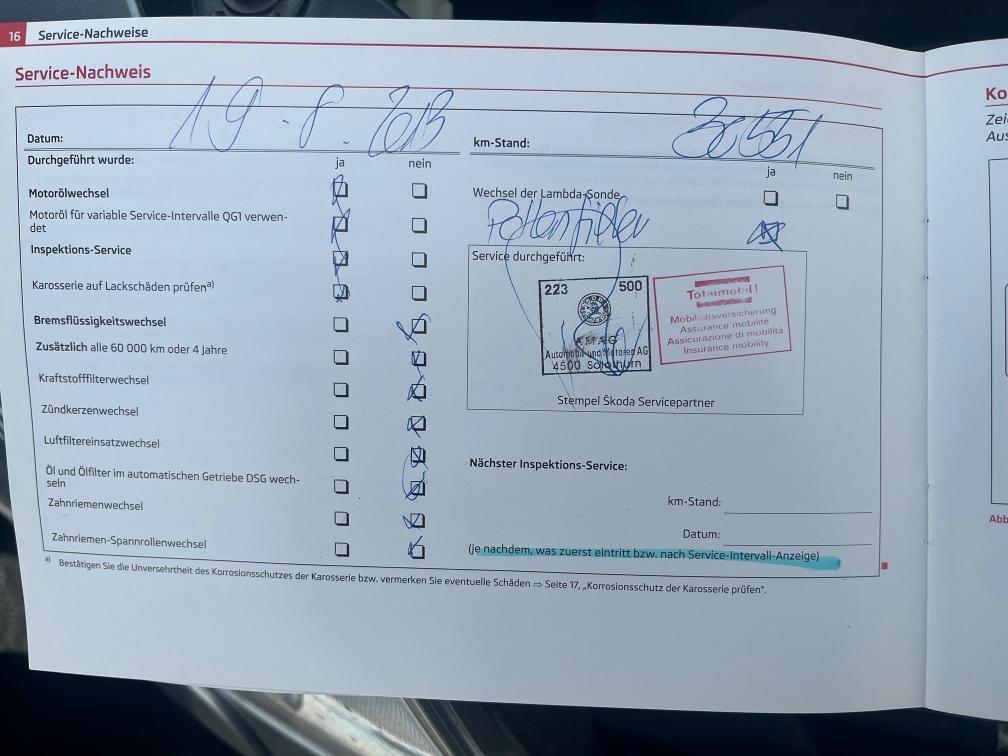 16 Service-Nachweise
Service-Nachweis
Datum: 19-8. 2013
km-Stand: 30551
Durchgeführt wurde: ja nein
ja nein
Motorölwechsel
Motoröl für variable Service-Intervalle QG1 verwen-
det
Inspektions-Service
Karosserie auf Lackschäden prüfen a)
Bremsflüssigkeitswechsel
Zusätzlich alle 60 000 km oder 4 Jahre
Kraftstofffilterwechsel
Zündkerzenwechsel
Luftfiltereinsatzwechsel
Öl und Ölfilter im automatischen Getriebe DSG wech-
seln
Zahnriemenwechsel
Zahnriemen-Spannrollenwechsel
Wechsel der Lambda-Sonde
Pollenfilter
Service durchgeführt:
223 500
AMAG
Automobil und Motoren AG
4500 Solothurn
Totalmobil!
Mobilitätsversicherung
Assurance mobilité
Assicurazione di mobilità
Insurance mobility
Stempel Škoda Servicepartner
Nächster Inspektions-Service:
km-Stand:
Datum:
(je nachdem, was zuerst eintritt bzw. nach Service-Intervall-Anzeige)
a) Bestätigen Sie die Unversehrtheit des Korrosionsschutzes der Karosserie bzw. vermerken Sie eventuelle Schäden ⇒ Seite 17, „Korrosionsschutz der Karosserie prüfen".
Ko
Zei
Aus
Abb